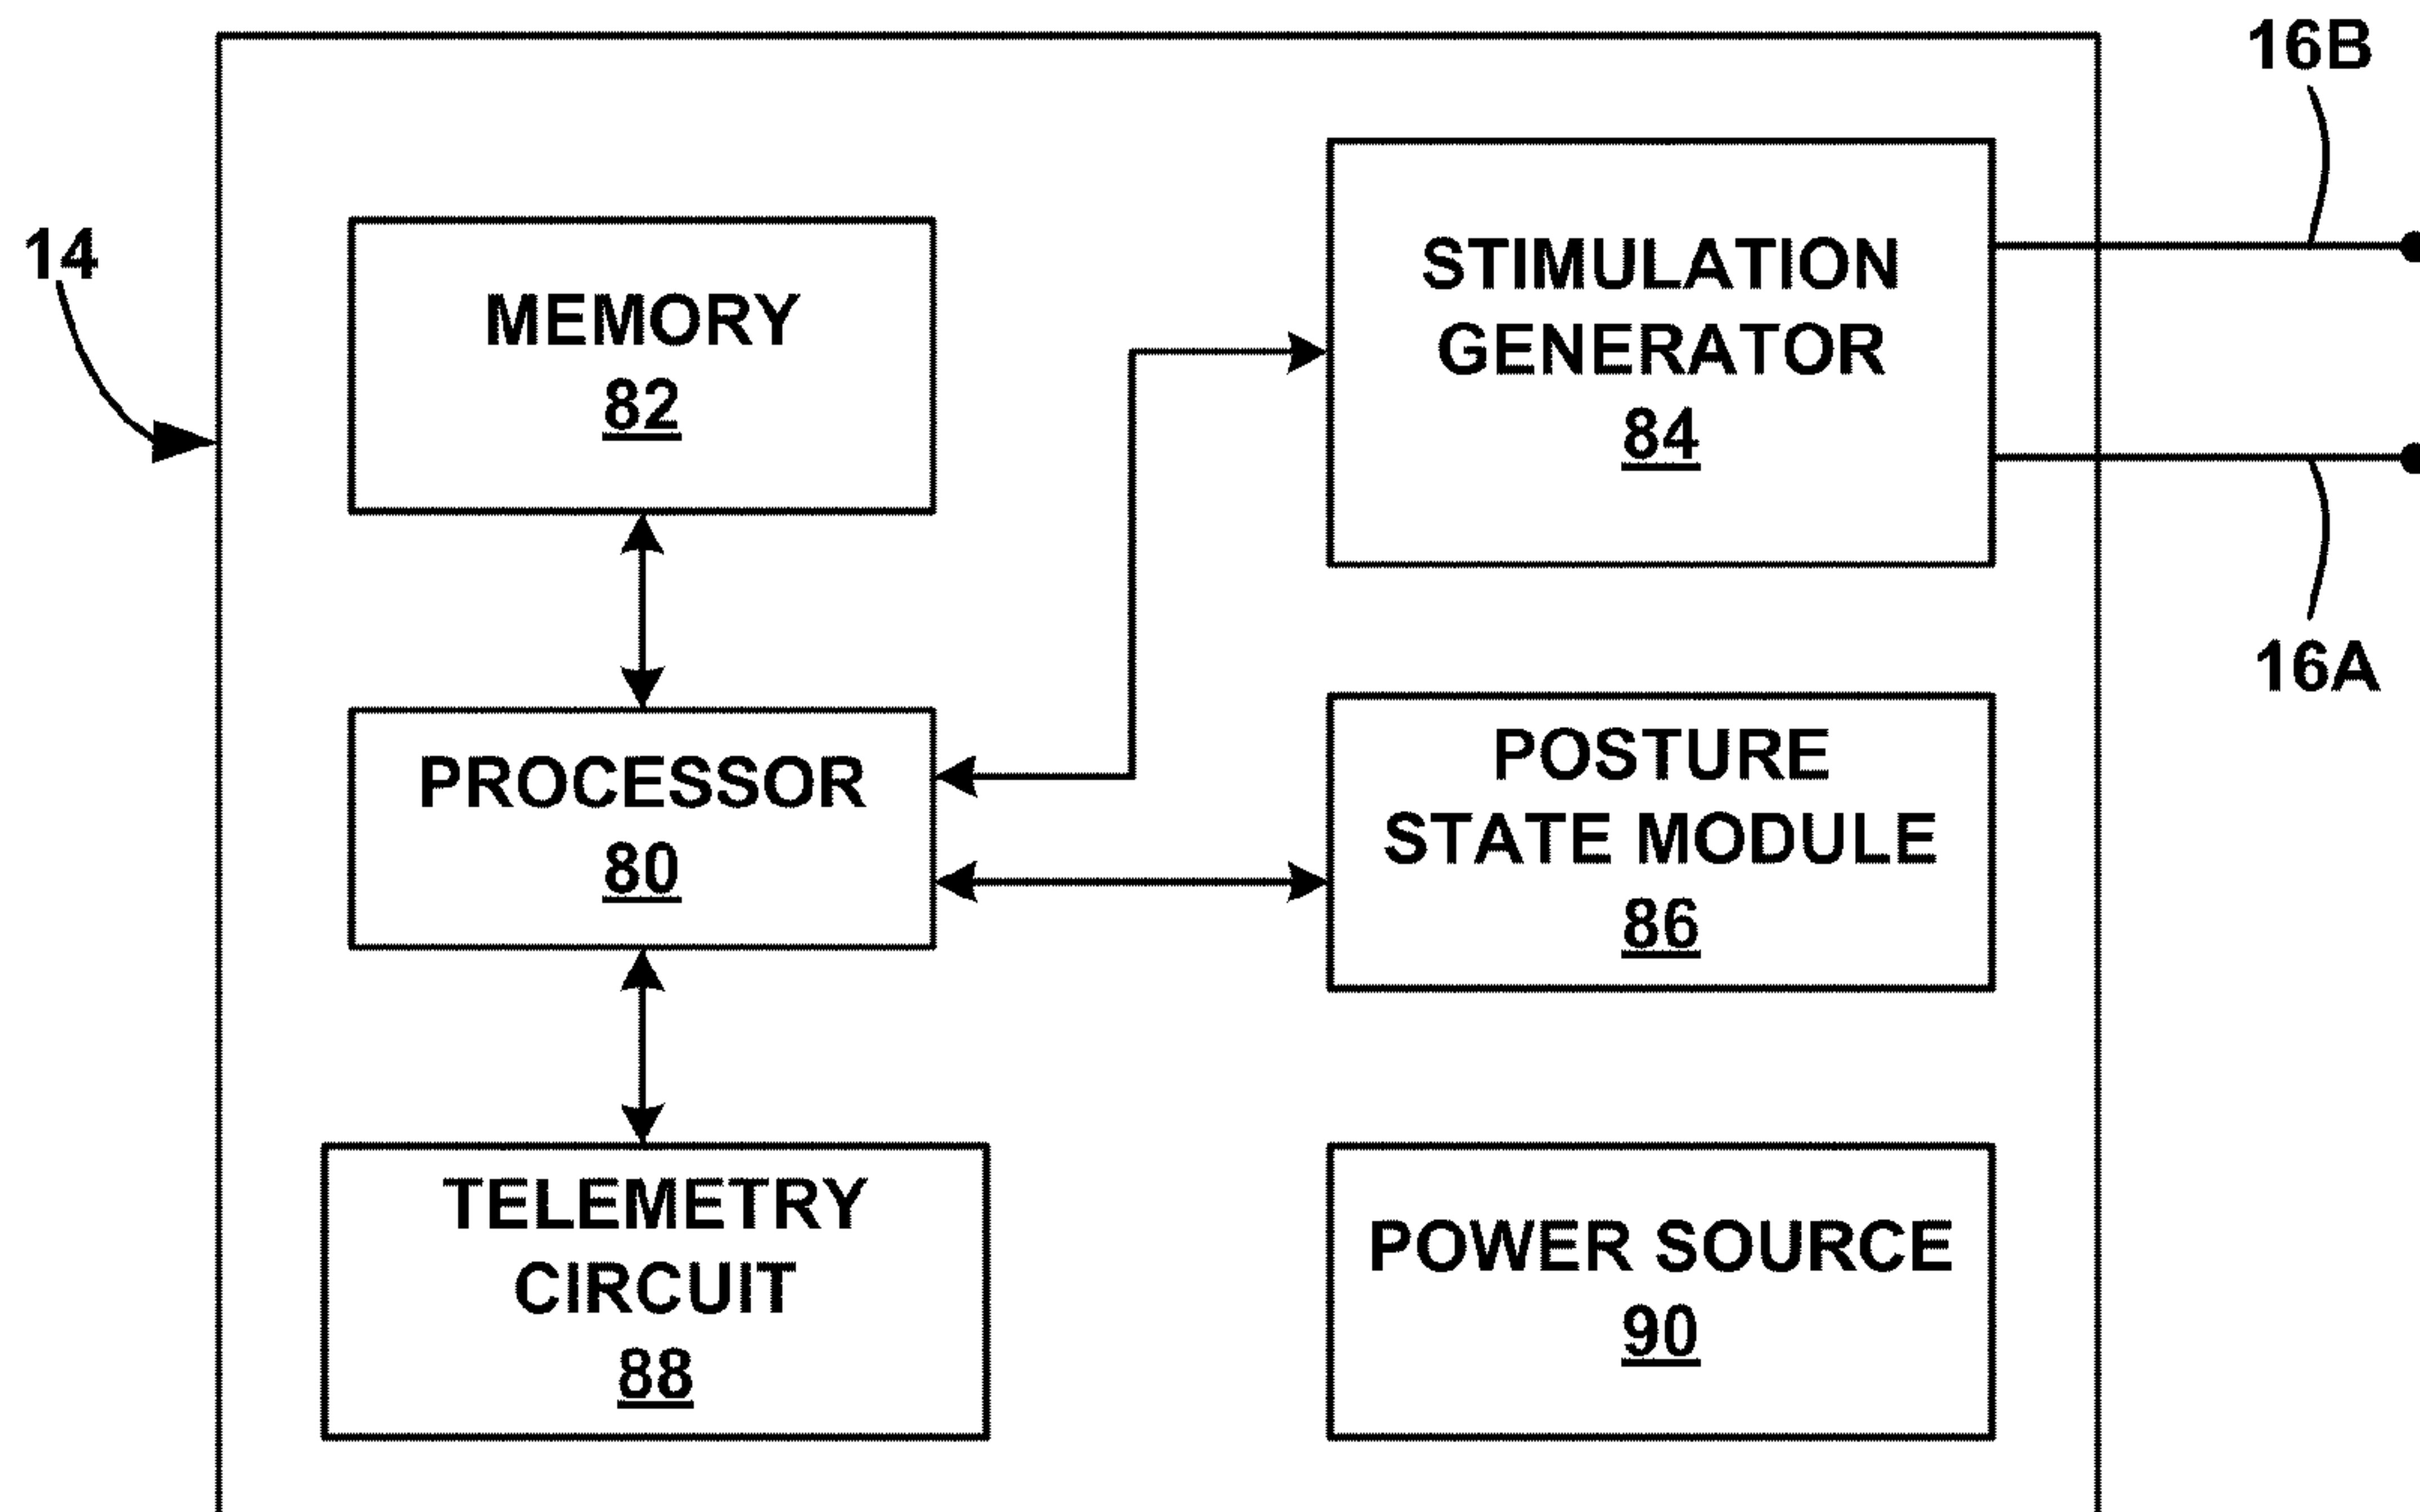 16B
14
MEMORY
82
STIMULATION
GENERATOR
84
16A
PROCESSOR
80
POSTURE
STATE MODULE
86
TELEMETRY
CIRCUIT
88
POWER SOURCE
90